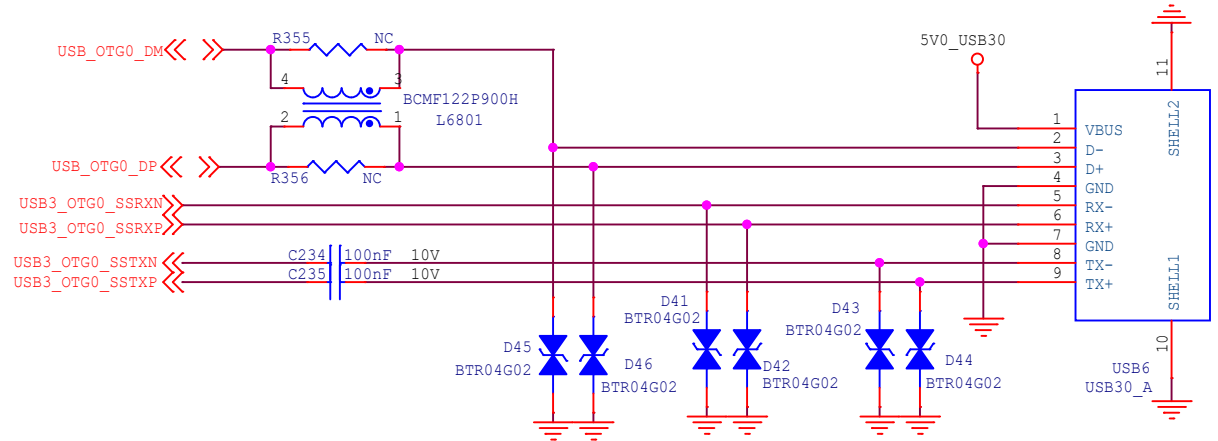 R355 NC
USB_OTG0_DM
4 3
BCMF122P900H
L6801
2 1
USB_OTG0_DP
R356 NC
USB3_OTG0_SSRXN
USB3_OTG0_SSRXP
USB3_OTG0_SSTXN
C234 100nF 10V
USB3_OTG0_SSTXP
C235 100nF 10V
D45
BTR04G02
D46
BTR04G02
D41
BTR04G02
D42
BTR04G02
D43
BTR04G02
D44
BTR04G02
5V0_USB30
11
SHELL2
1 VBUS
2 D-
3 D+
4 GND
5 RX-
6 RX+
7 GND
8 TX-
9 TX+
SHELL1
10
USB6
USB30_A